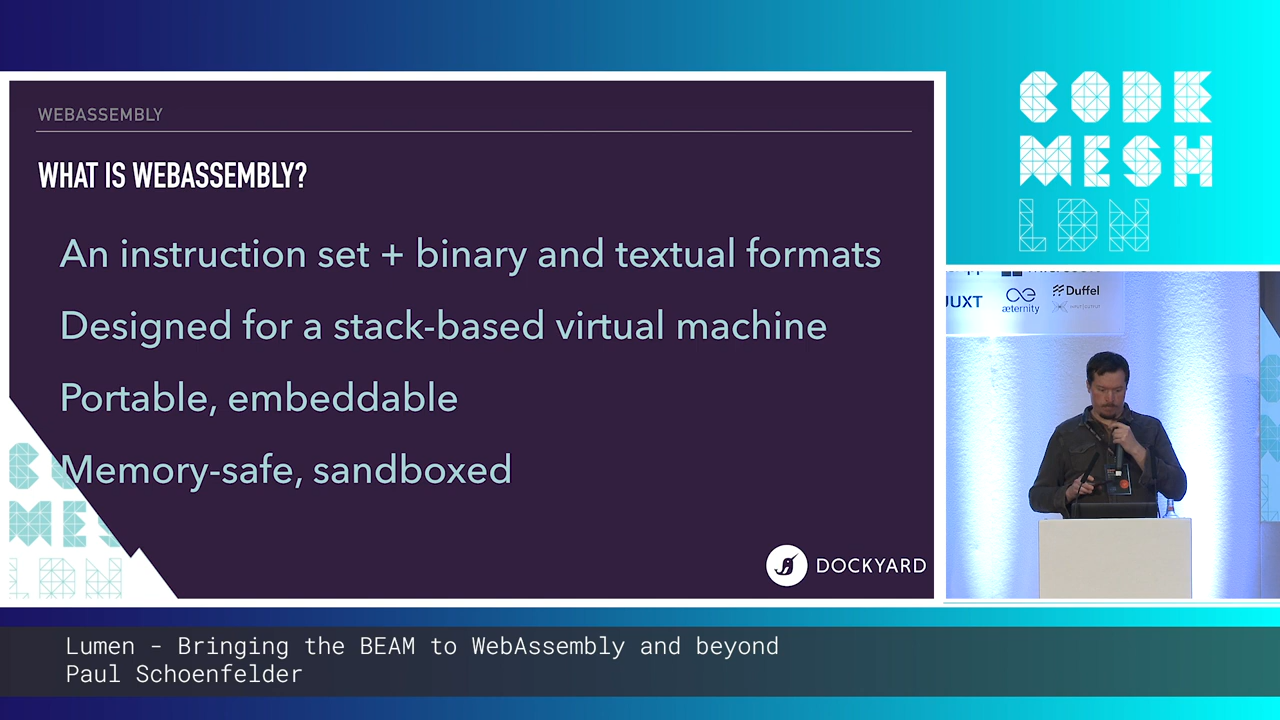 WEBASSEMBLY
WHAT IS WEBASSEMBLY?
An instruction set + binary and textual formats
Designed for a stack-based virtual machine
Portable, embeddable
Memory-safe, sandboxed
DOCKYARD
CODE
MESH
LDN
JUXT
æternity
Duffel
Lumen - Bringing the BEAM to WebAssembly and beyond
Paul Schoenfelder